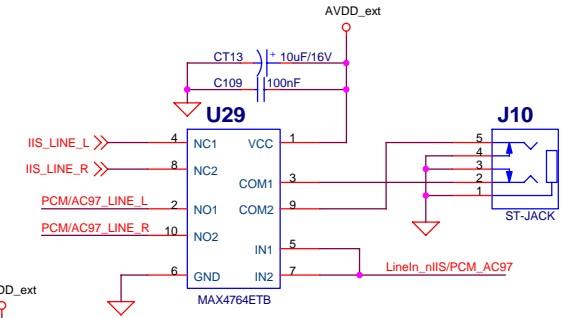 AVDD_ext
CT13 + 10uF/16V
C109 100nF
U29
J10
IIS_LINE_L 4 NC1 VCC 1
IIS_LINE_R 8 NC2
COM1 3
PCM/AC97_LINE_L 2 NO1 COM2 9
PCM/AC97_LINE_R 10 NO2
IN1 5
6 GND IN2 7 LineIn_nIIS/PCM_AC97
MAX4764ETB
5
4
3
2
1
ST-JACK
DD_ext